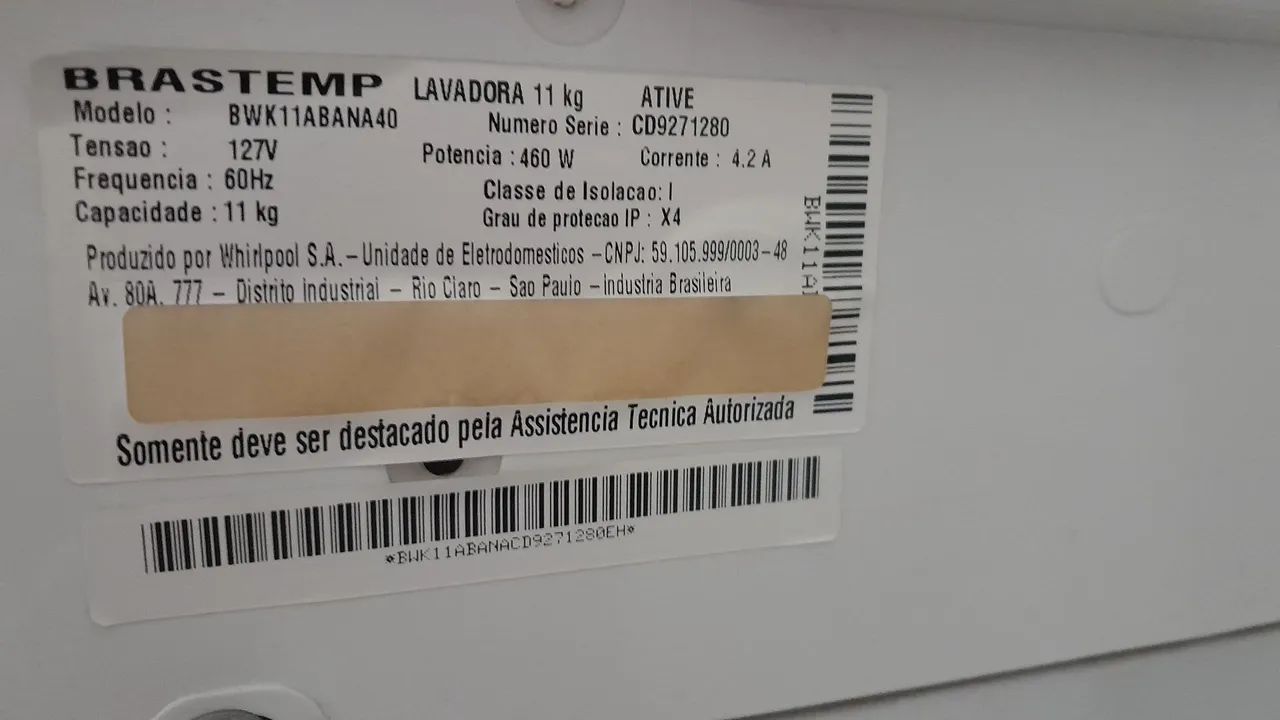 BRASTEMP LAVADORA 11 kg ATIVE
Modelo : BWK11ABANA40 Numero Serie : CD9271280
Tensao : 127V Potencia : 460 W Corrente : 4.2 A
Frequencia : 60Hz Classe de Isolacao: I
Capacidade : 11 kg Grau de protecao IP : X4
Produzido por Whirlpool S.A. – Unidade de Eletrodomesticos – CNPJ: 59.105.999/0003-48
Av. 80A, 777 – Distrito Industrial – Rio Claro – Sao Paulo – Industria Brasileira
Somente deve ser destacado pela Assistencia Tecnica Autorizada
*BWK11ABANACD9271280EH*